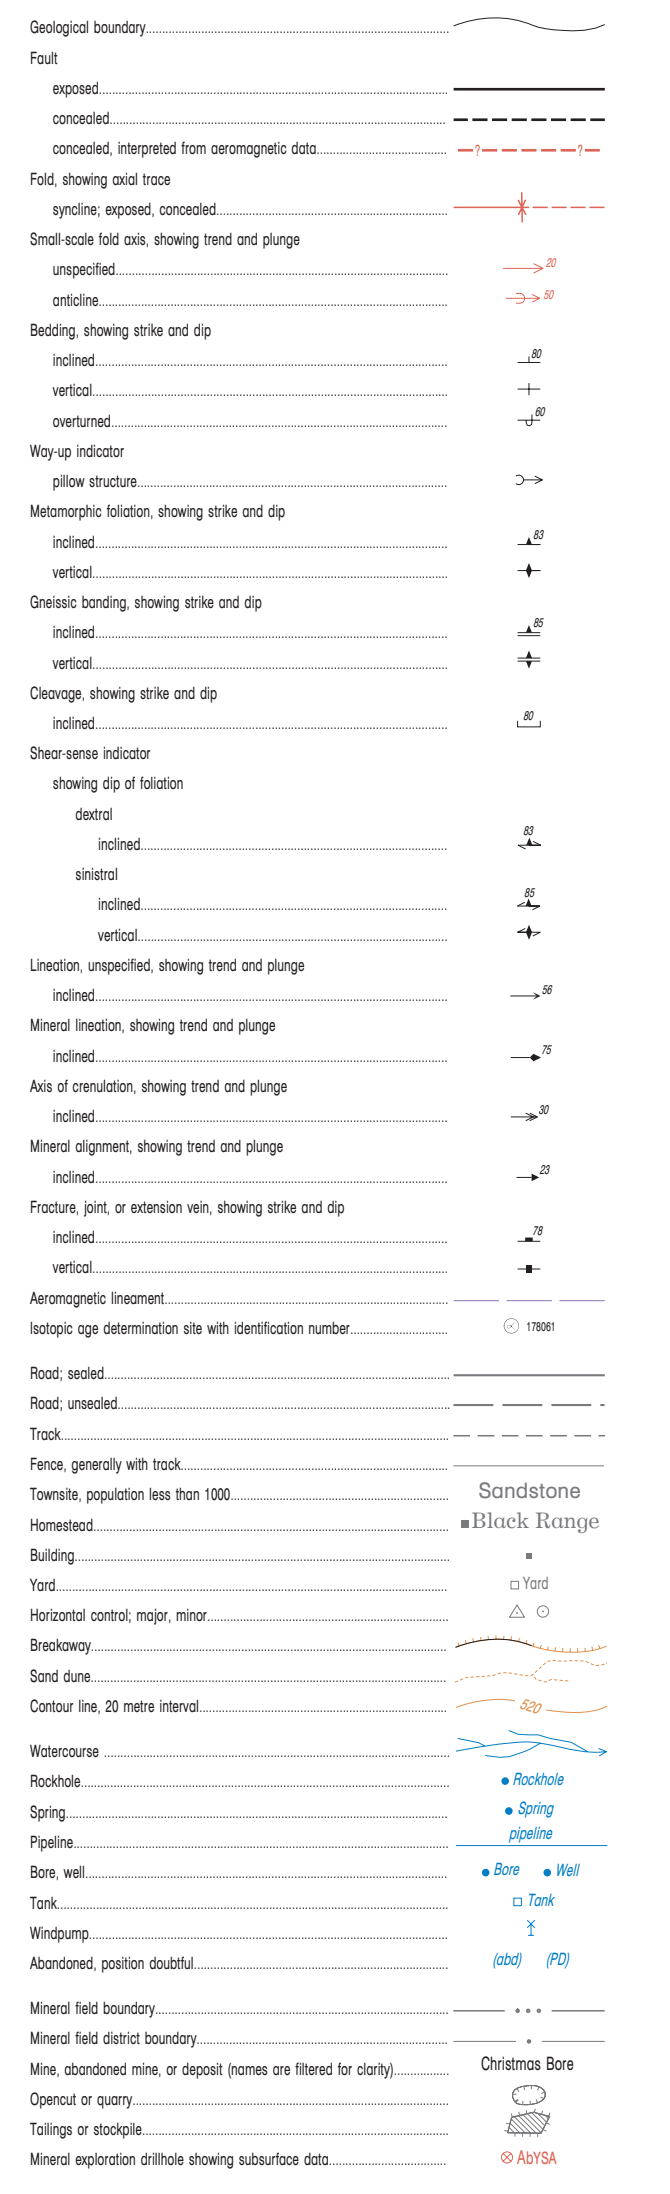 Geological boundary
Fault
exposed
concealed
concealed, interpreted from aeromagnetic data ? ?
Fold, showing axial trace
syncline; exposed, concealed
Small-scale fold axis, showing trend and plunge
unspecified 20
anticline 50
Bedding, showing strike and dip
inclined 80
vertical
overturned 60
Way-up indicator
pillow structure
Metamorphic foliation, showing strike and dip
inclined 83
vertical
Gneissic banding, showing strike and dip
inclined 85
vertical
Cleavage, showing strike and dip
inclined 80
Shear-sense indicator
showing dip of foliation
dextral
inclined 83
sinistral
inclined 85
vertical
Lineation, unspecified, showing trend and plunge
inclined 56
Mineral lineation, showing trend and plunge
inclined 75
Axis of crenulation, showing trend and plunge
inclined 30
Mineral alignment, showing trend and plunge
inclined 23
Fracture, joint, or extension vein, showing strike and dip
inclined 78
vertical
Aeromagnetic lineament
Isotopic age determination site with identification number 178061
Road; sealed
Road; unsealed
Track
Fence, generally with track
Townsite, population less than 1000 Sandstone
Homestead Black Range
Building
Yard Yard
Horizontal control; major, minor
Breakaway
Sand dune
Contour line, 20 metre interval 520
Watercourse
Rockhole Rockhole
Spring Spring
Pipeline pipeline
Bore, well Bore Well
Tank Tank
Windpump
Abandoned, position doubtful (abd) (PD)
Mineral field boundary
Mineral field district boundary
Mine, abandoned mine, or deposit (names are filtered for clarity) Christmas Bore
Opencut or quarry
Tailings or stockpile
Mineral exploration drillhole showing subsurface data AbYSA